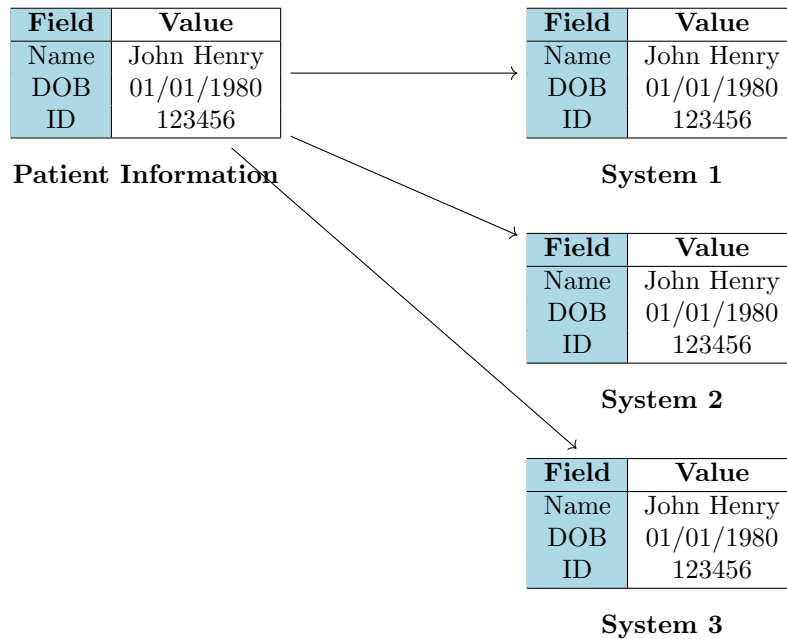 Field Value
Name John Henry
DOB 01/01/1980
ID 123456
Patient Information
Field Value
Name John Henry
DOB 01/01/1980
ID 123456
System 1
Field Value
Name John Henry
DOB 01/01/1980
ID 123456
System 2
Field Value
Name John Henry
DOB 01/01/1980
ID 123456
System 3